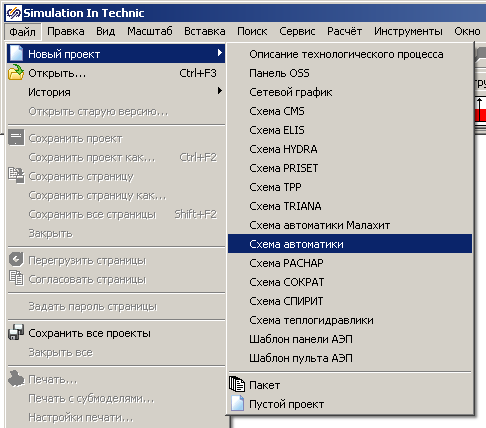 Simulation In Technic
Файл Правка Вид Масштаб Вставка Поиск Сервис Расчёт Инструменты Окно
Новый проект
Открыть... Ctrl+F3
История
Открыть старую версию...
Сохранить проект
Сохранить проект как... Ctrl+F2
Сохранить страницу
Сохранить страницу как...
Сохранить все страницы Shift+F2
Закрыть
Перегрузить страницы
Согласовать страницы
Задать пароль страницы
Сохранить все проекты
Закрыть все
Печать...
Печать с субмоделями...
Настройки печати...
Описание технологического процесса
Панель OSS
Сетевой график
Схема CMS
Схема ELIS
Схема HYDRA
Схема PRISET
Схема TPP
Схема TRIANA
Схема автоматики Малахит
Схема автоматики
Схема РАСНАР
Схема СОКРАТ
Схема СПИРИТ
Схема теплогидравлики
Шаблон панели АЭП
Шаблон пульта АЭП
Пакет
Пустой проект